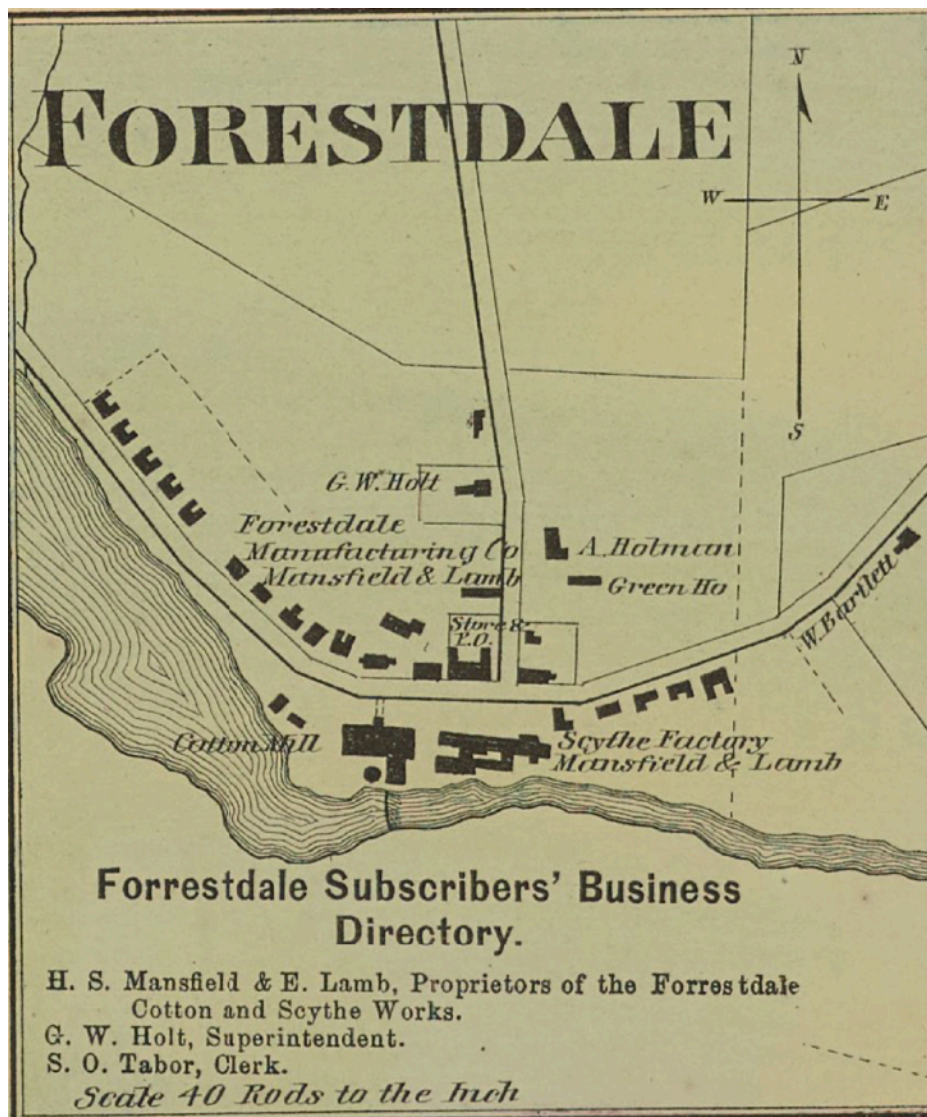 FORESTDALE
N
W E
S
G. W. Holt
Forestdale
Manufacturing Co
Mansfield & Lamb
A. Holman
Green Ho
Store &
P.O.
W. Bartlett
Cotton Mill
Scythe Factory
Mansfield & Lamb
Forrestdale Subscribers' Business
Directory.
H. S. Mansfield & E. Lamb, Proprietors of the Forrestdale
Cotton and Scythe Works.
G. W. Holt, Superintendent.
S. O. Tabor, Clerk.
Scale 40 Rods to the Inch